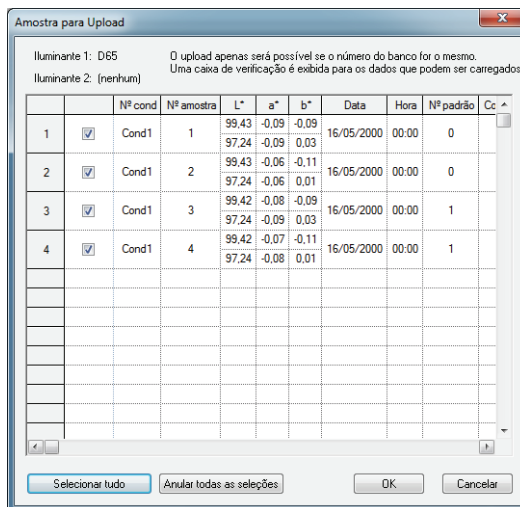 Amostra para Upload
Iluminante 1: D65
O upload apenas será possível se o número do banco for o mesmo.
Uma caixa de verificação é exibida para os dados que podem ser carregados
Iluminante 2: (nenhum)
Nº cond Nº amostra L* a* b* Data Hora Nº padrão Co
99,43 -0,09 -0,09
1 Cond1 1 16/05/2000 00:00 0
97,24 -0,09 0,03
99,43 -0,06 -0,11
2 Cond1 2 16/05/2000 00:00 0
97,24 -0,06 0,01
99,42 -0,08 -0,09
3 Cond1 3 16/05/2000 00:00 1
97,24 -0,09 0,03
99,42 -0,07 -0,11
4 Cond1 4 16/05/2000 00:00 1
97,24 -0,08 0,01
Selecionar tudo Anular todas as seleções OK Cancelar